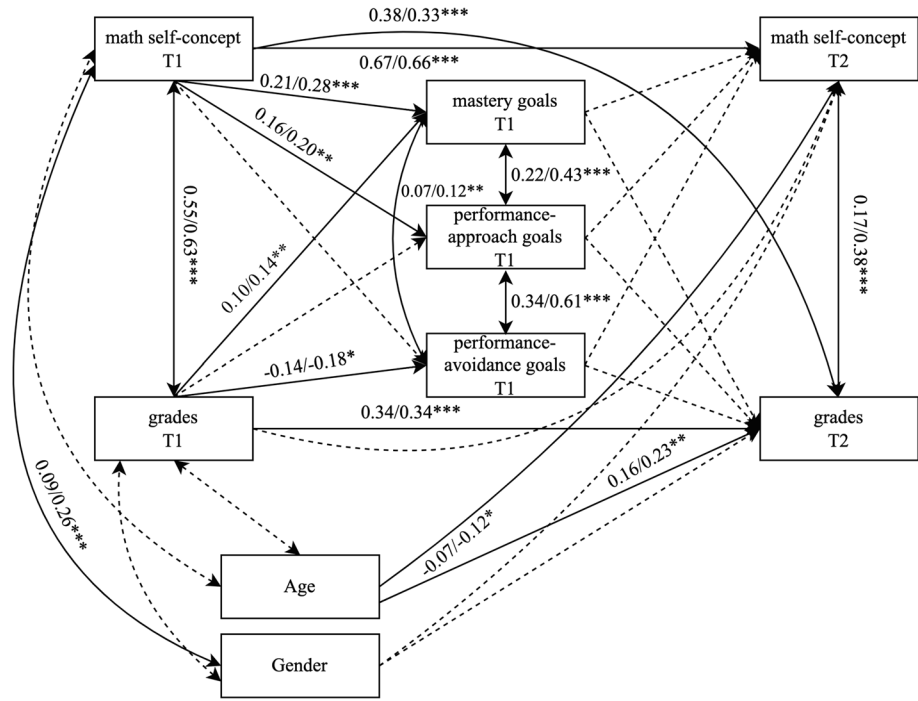 0.38/0.33***
math self-concept
T1
math self-concept
T2
0.67/0.66***
0.21/0.28***
mastery goals
T1
0.16/0.20**
0.22/0.43***
0.07/0.12**
performance-
approach goals
T1
0.55/0.63***
0.17/0.38***
0.10/0.14**
0.34/0.61***
performance-
avoidance goals
T1
-0.14/-0.18*
grades
T1
0.34/0.34***
grades
T2
0.16/0.23**
0.09/0.26***
-0.07/-0.12*
Age
Gender